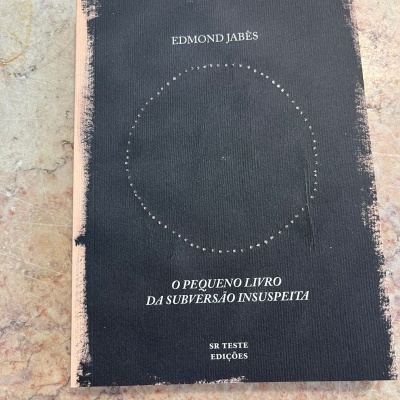 EDMOND JABÈS
O PEQUENO LIVRO
DA SUBVERSÃO INSUSPEITA
SR TESTE
EDIÇÕES